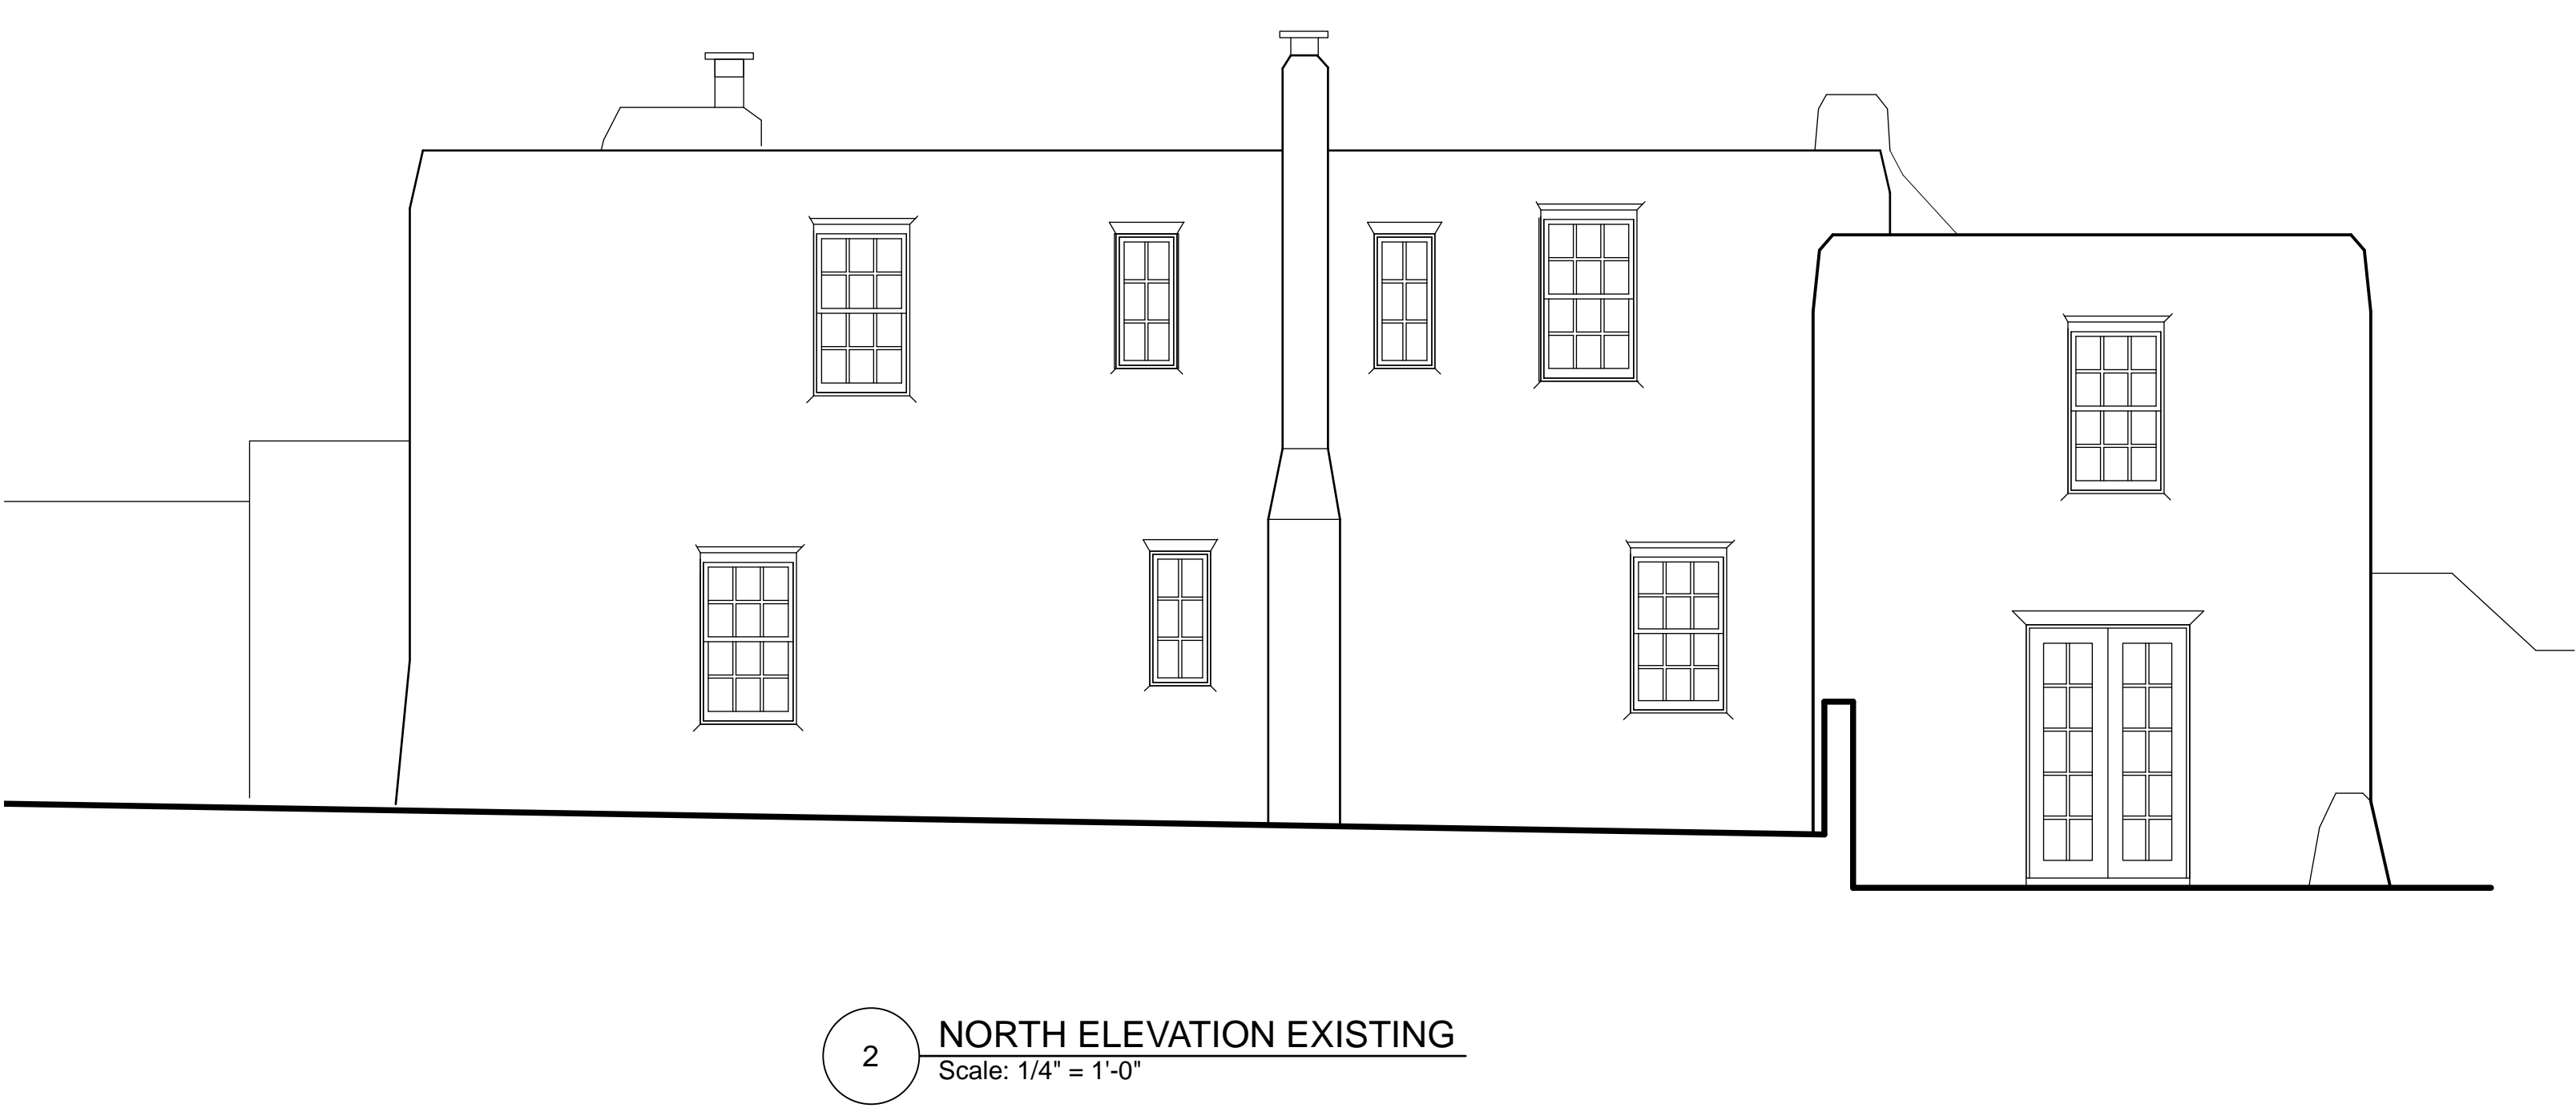 2
NORTH ELEVATION EXISTING
Scale: 1/4" = 1'-0"